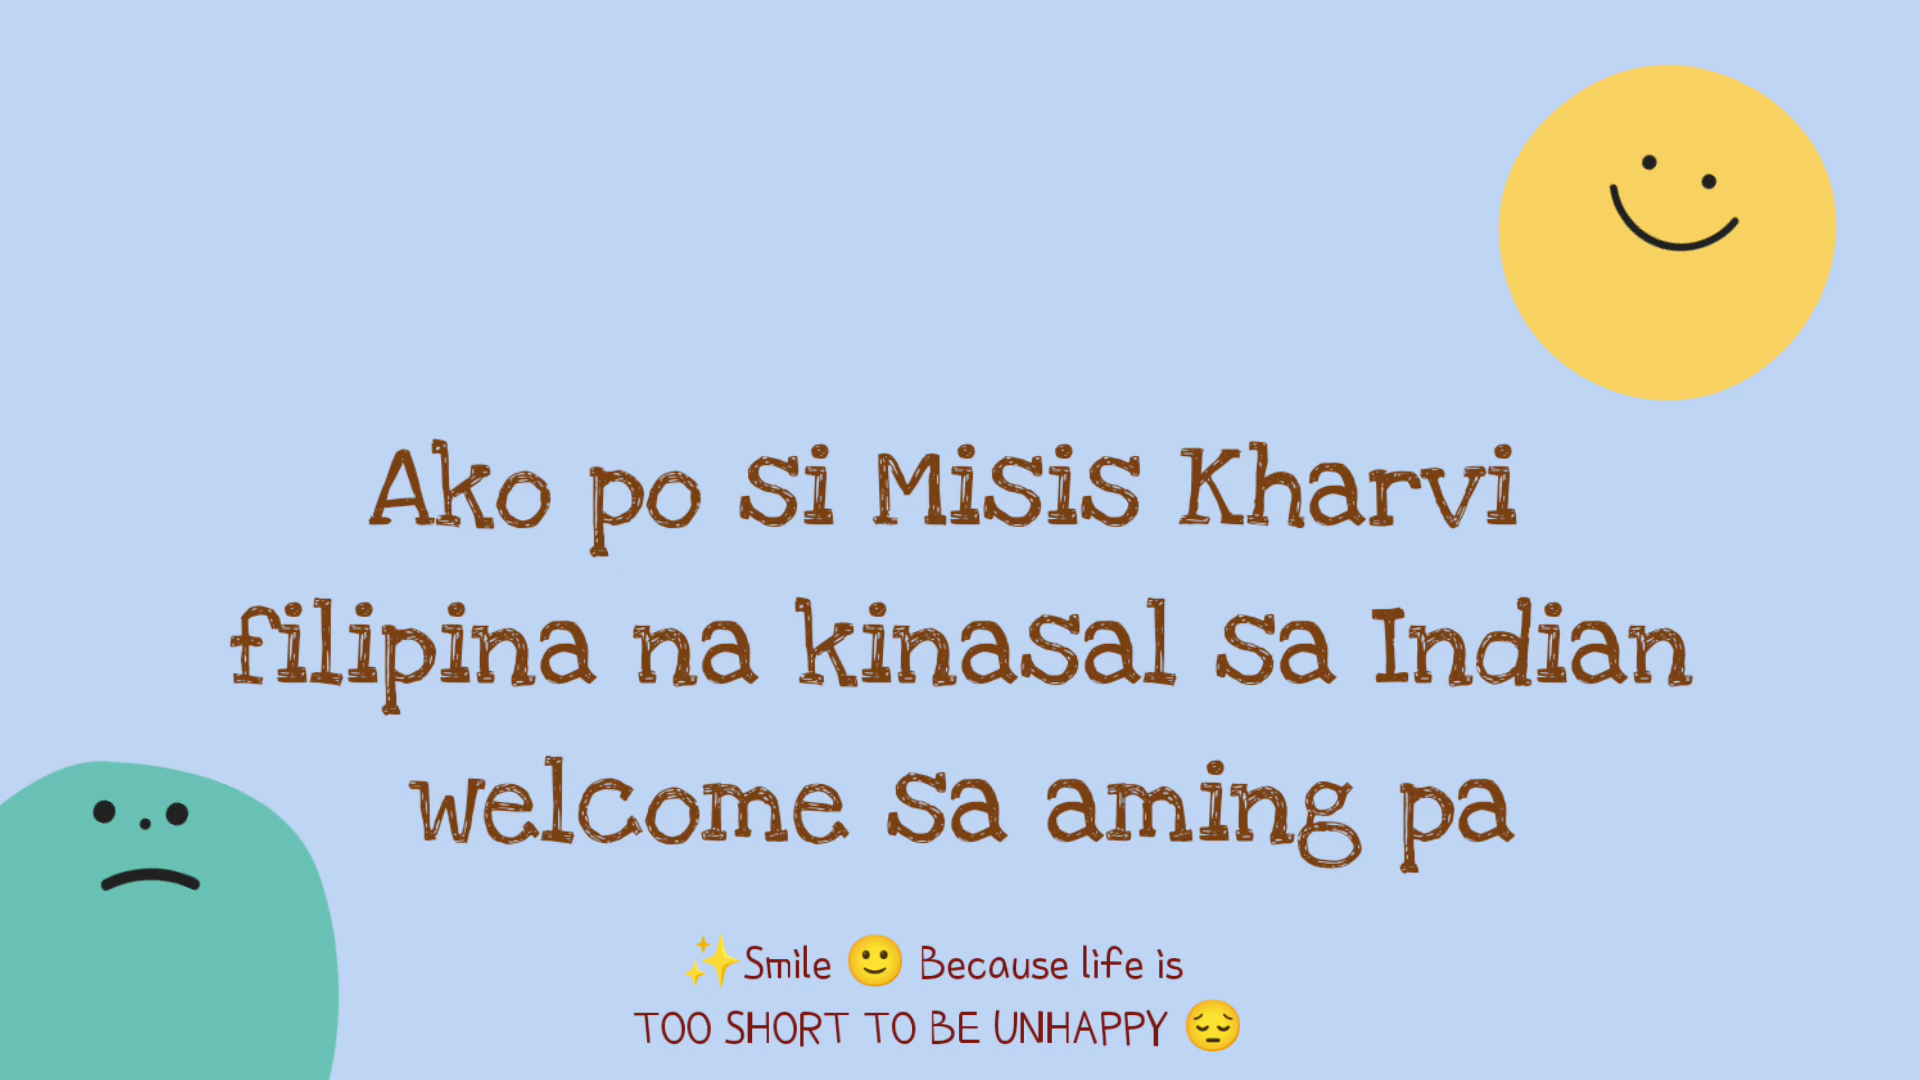 Ako po si Misis Kharvi
filipina na kinasal sa Indian
welcome sa aming pa
✨Smile 🙂 Because life is
TOO SHORT TO BE UNHAPPY 😔